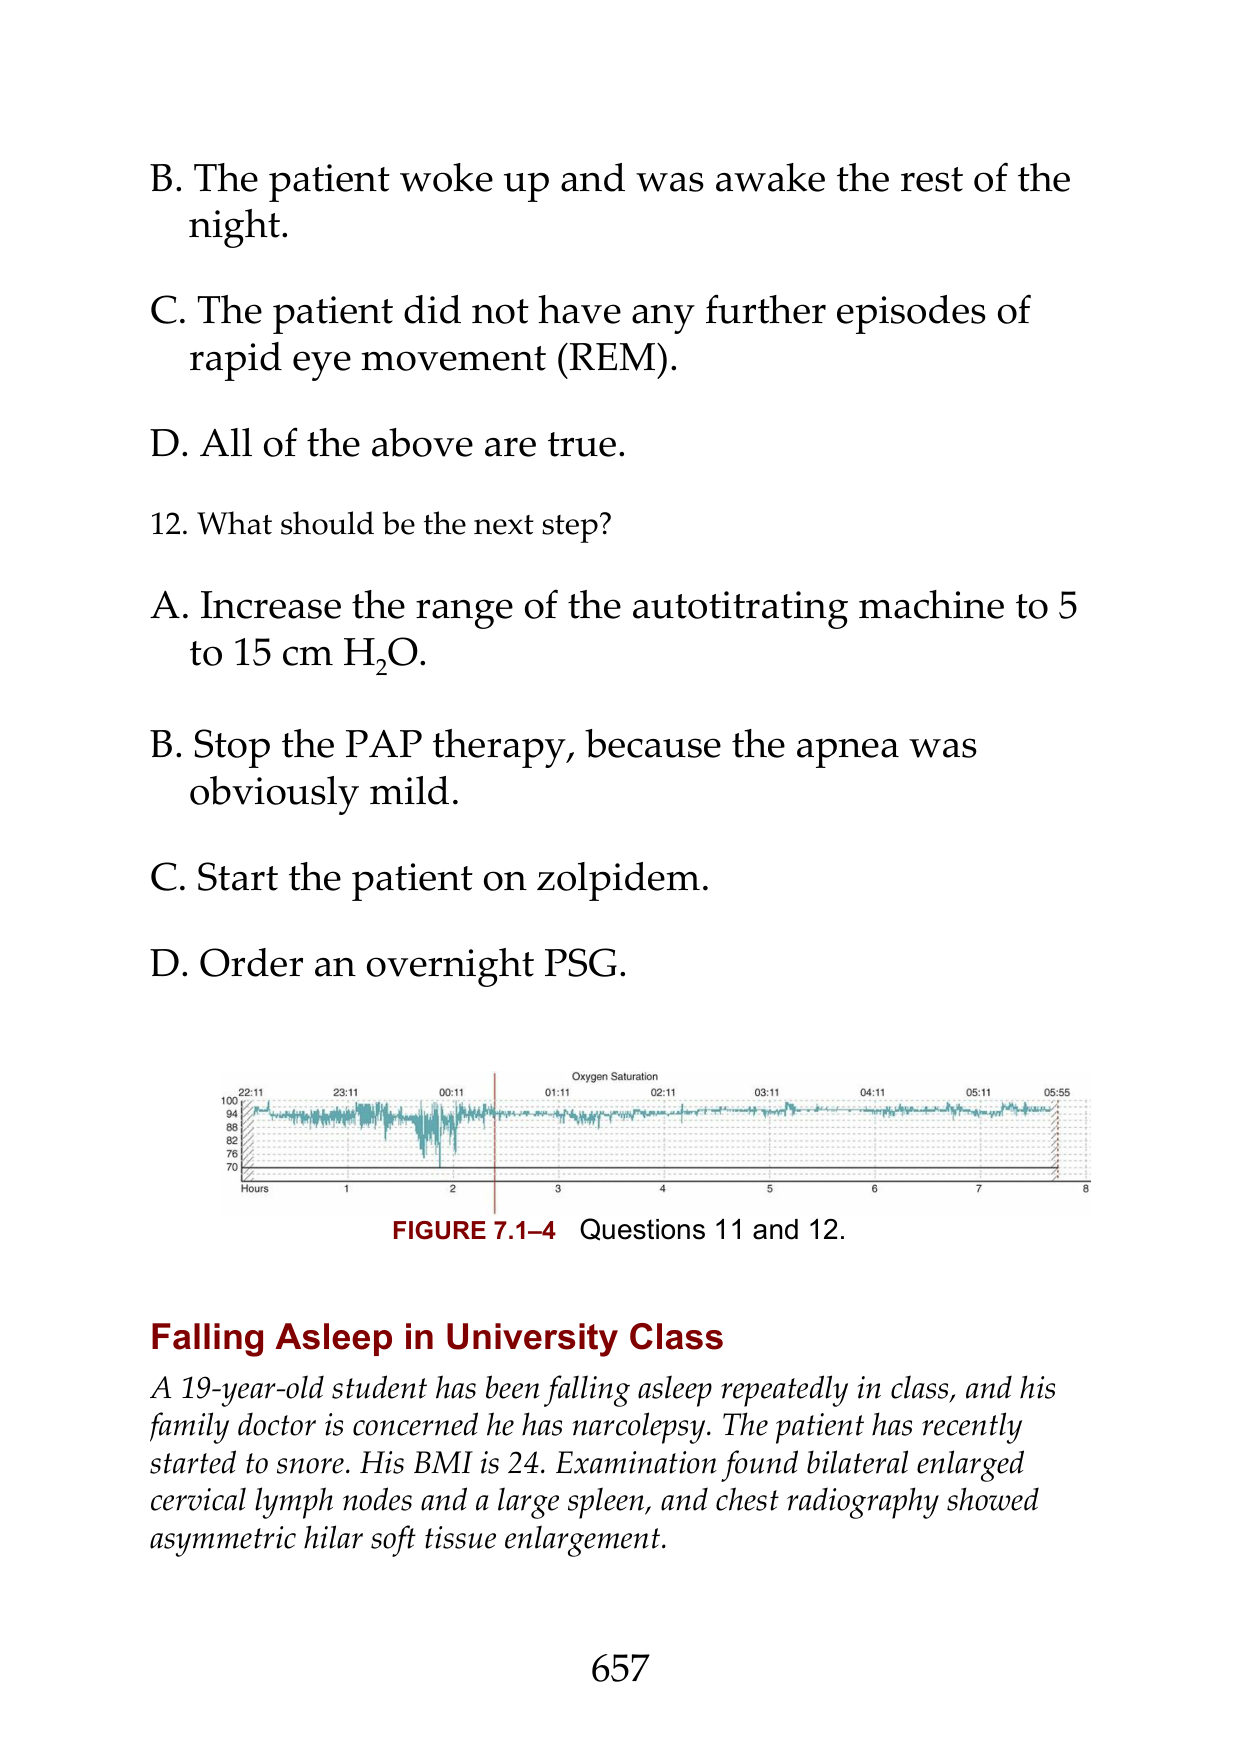 B. The patient woke up and was awake the rest of the
night.
C. The patient did not have any further episodes of
rapid eye movement (REM).
D. All of the above are true.
12. What should be the next step?
A. Increase the range of the autotitrating machine to 5
to 15 cm H₂O.
B. Stop the PAP therapy, because the apnea was
obviously mild.
C. Start the patient on zolpidem.
D. Order an overnight PSG.
Oxygen Saturation
22:11 23:11 00:11 01:11 02:11 03:11 04:11 05:11 05:55
100
94
88
82
76
70
Hours 1 2 3 4 5 6 7 8
FIGURE 7.1–4 Questions 11 and 12.
Falling Asleep in University Class
A 19-year-old student has been falling asleep repeatedly in class, and his
family doctor is concerned he has narcolepsy. The patient has recently
started to snore. His BMI is 24. Examination found bilateral enlarged
cervical lymph nodes and a large spleen, and chest radiography showed
asymmetric hilar soft tissue enlargement.
657